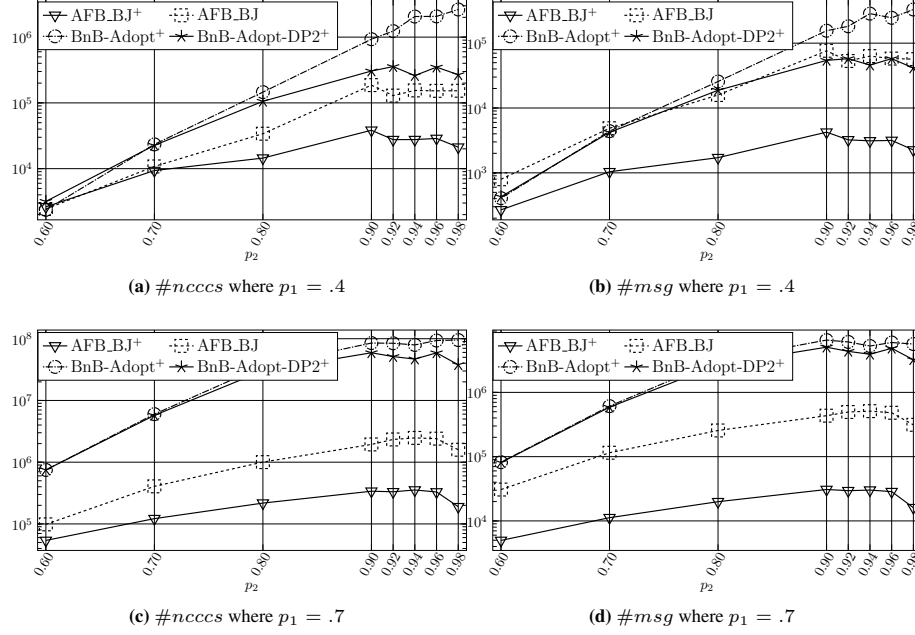 AFB_BJ⁺ AFB_BJ
BnB-Adopt⁺ BnB-Adopt-DP2⁺
10⁶
10⁵
10⁴
0.60 0.70 0.80 0.90 0.92 0.94 0.96 0.98
p₂
(a) #ncccs where p₁ = .4
AFB_BJ⁺ AFB_BJ
BnB-Adopt⁺ BnB-Adopt-DP2⁺
10⁵
10⁴
10³
0.60 0.70 0.80 0.90 0.92 0.94 0.96 0.98
p₂
(b) #msg where p₁ = .4
AFB_BJ⁺ AFB_BJ
BnB-Adopt⁺ BnB-Adopt-DP2⁺
10⁸
10⁷
10⁶
10⁵
0.60 0.70 0.80 0.90 0.92 0.94 0.96 0.98
p₂
(c) #ncccs where p₁ = .7
AFB_BJ⁺ AFB_BJ
BnB-Adopt⁺ BnB-Adopt-DP2⁺
10⁶
10⁵
10⁴
0.60 0.70 0.80 0.90 0.92 0.94 0.96 0.98
p₂
(d) #msg where p₁ = .7